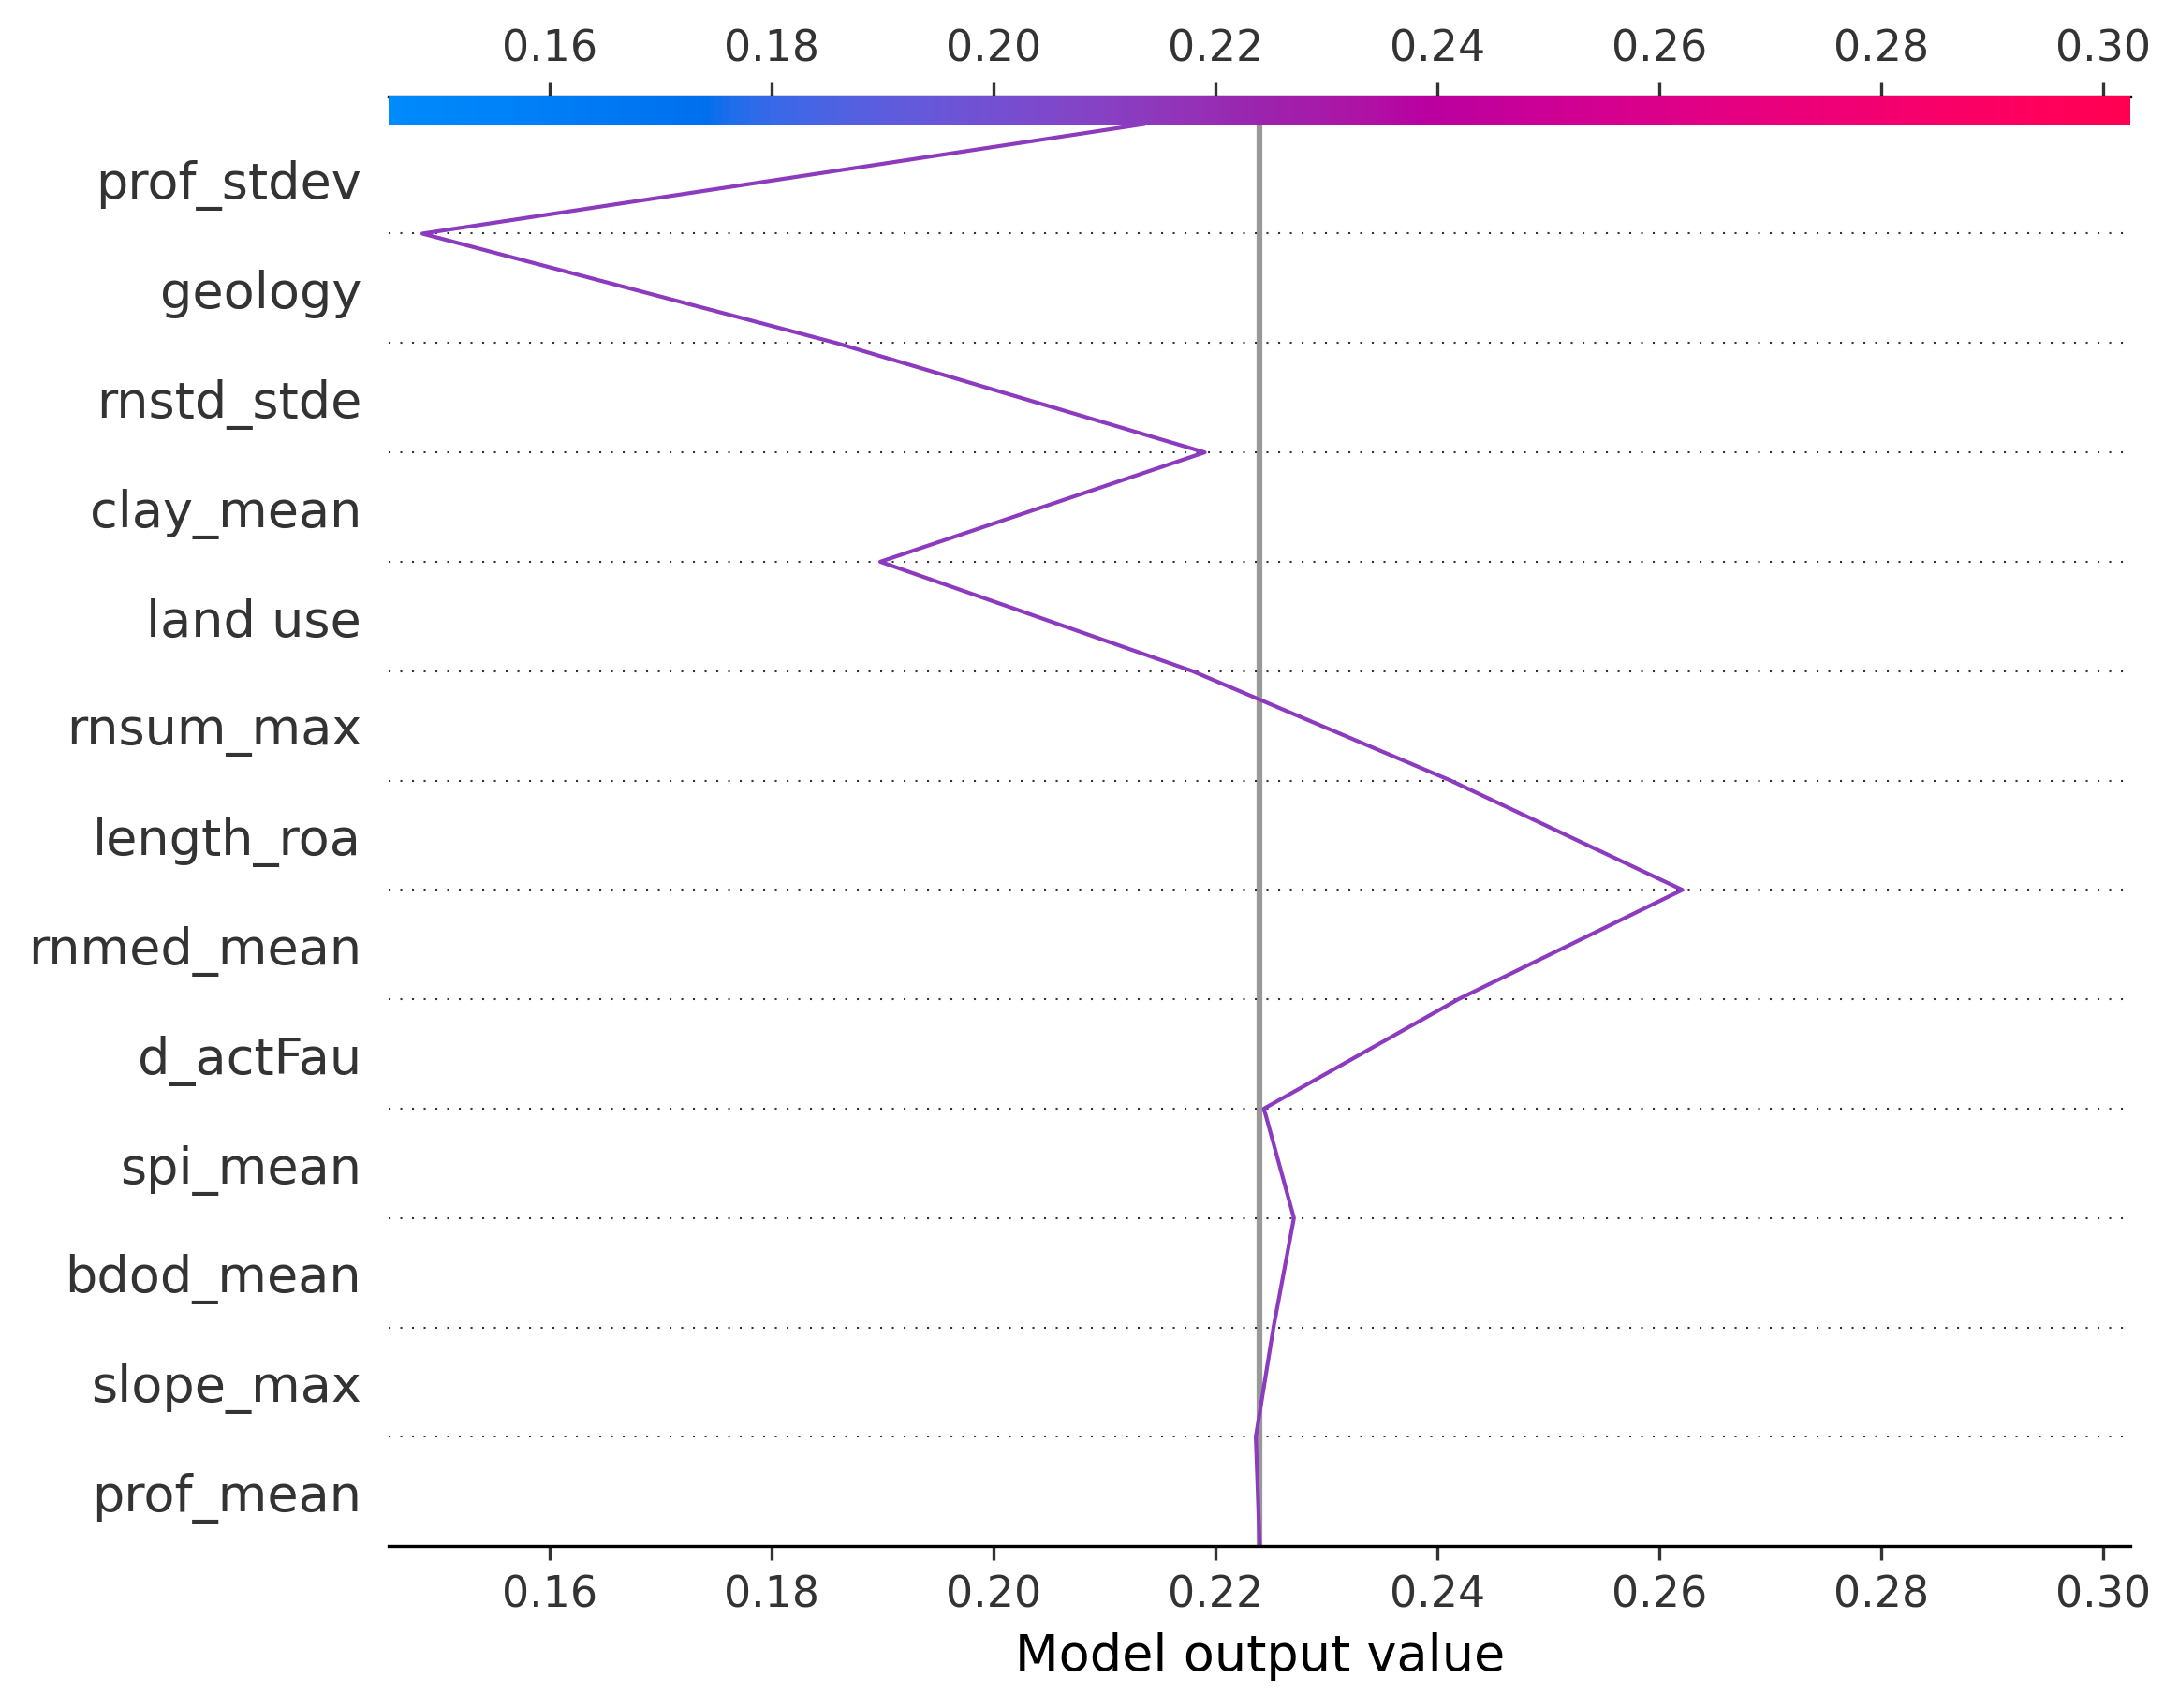 0.16 0.18 0.20 0.22 0.24 0.26 0.28 0.30
prof_stdev
geology
rnstd_stde
clay_mean
land use
rnsum_max
length_roa
rnmed_mean
d_actFau
spi_mean
bdod_mean
slope_max
prof_mean
0.16 0.18 0.20 0.22 0.24 0.26 0.28 0.30
Model output value